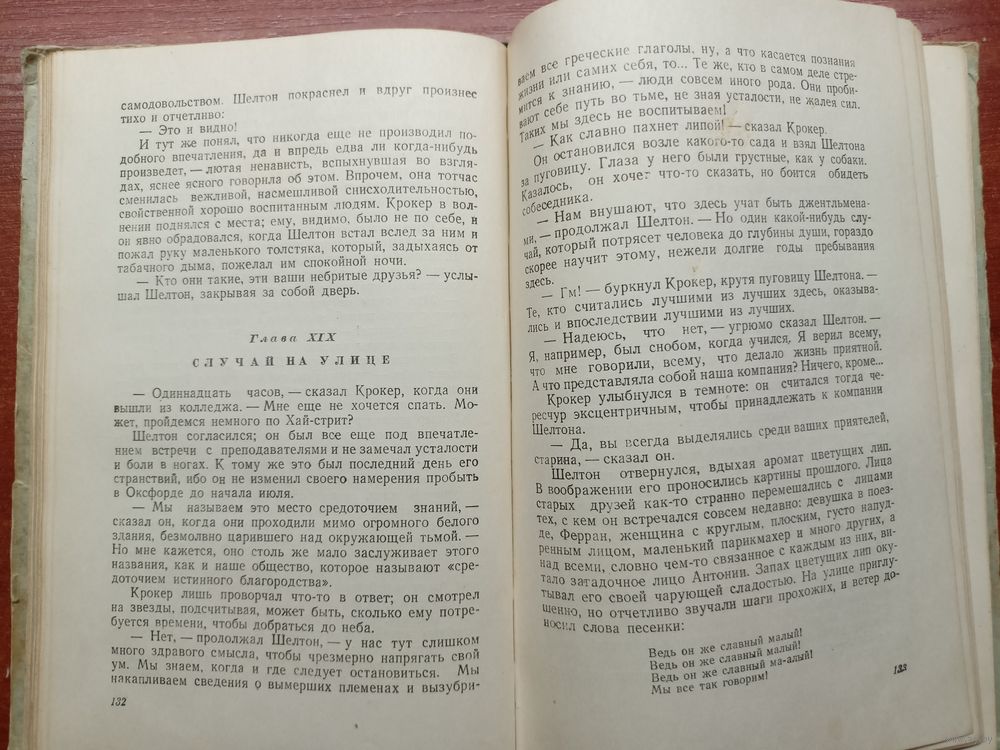 самодовольством. Шелтон покраснел и вдруг произнес
тихо и отчетливо:
— Это и видно!
И тут же понял, что никогда еще не производил по-
добного впечатления, да и впредь едва ли когда-нибудь
произведет, — лютая ненависть, вспыхнувшая во взгля-
дах, яснее ясного говорила об этом. Впрочем, она тотчас
сменилась вежливой, насмешливой снисходительностью,
свойственной хорошо воспитанным людям. Крокер в вол-
нении поднялся с места; ему, видимо, было не по себе, и
он явно обрадовался, когда Шелтон встал вслед за ним и
пожал руку маленького толстяка, который, задыхаясь от
табачного дыма, пожелал им спокойной ночи.
— Кто они такие, эти ваши небритые друзья? — услы-
шал Шелтон, закрывая за собой дверь.
Глава XIX
СЛУЧАЙ НА УЛИЦЕ
— Одиннадцать часов, — сказал Крокер, когда они
вышли из колледжа. — Мне еще не хочется спать. Мо-
жет, пройдемся немного по Хай-стрит?
Шелтон согласился; он был все еще под впечатле-
нием встречи с преподавателями и не замечал усталости
и боли в ногах. К тому же это был последний день его
странствий, ибо он не изменил своего намерения пробыть
в Оксфорде до начала июля.
— Мы называем это место средоточием знаний, —
сказал он, когда они проходили мимо огромного белого
здания, безмолвно царившего над окружающей тьмой. —
Но мне кажется, оно столь же мало заслуживает этого
названия, как и наше общество, которое называют «сре-
доточием истинного благородства».
Крокер лишь проворчал что-то в ответ; он смотрел
на звезды, подсчитывая, может быть, сколько ему потре-
буется времени, чтобы добраться до неба.
— Нет, — продолжал Шелтон, — у нас тут слишком
много здравого смысла, чтобы чрезмерно напрягать свой
ум. Мы знаем, когда и где следует остановиться. Мы
накапливаем сведения о вымерших племенах и вызубри-
132
ваем все греческие глаголы, ну, а что касается познания
жизни или самих себя, то... Те же, кто в самом деле стре-
мится к знанию, — люди совсем иного рода. Они проби-
вают себе путь во тьме, не зная усталости, не жалея сил.
Таких мы здесь не воспитываем!
— Как славно пахнет липой! — сказал Крокер.
Он остановился возле какого-то сада и взял Шелтона
за пуговицу. Глаза у него были грустные, как у собаки.
Казалось, он хочет что-то сказать, но боится обидеть
собеседника.
— Нам внушают, что здесь учат быть джентльмена-
ми, — продолжал Шелтон. — Но один какой-нибудь слу-
чай, который потрясет человека до глубины души, гораздо
скорее научит этому, нежели долгие годы пребывания
здесь.
— Гм! — буркнул Крокер, крутя пуговицу Шелтона. —
Те, кто считались лучшими из лучших здесь, оказыва-
лись и впоследствии лучшими из лучших.
— Надеюсь, что нет, — угрюмо сказал Шелтон. —
Я, например, был снобом, когда учился. Я верил всему,
что мне говорили, всему, что делало жизнь приятной.
А что представляла собой наша компания? Ничего, кроме...
Крокер улыбнулся в темноте: он считался тогда че-
ресчур эксцентричным, чтобы принадлежать к компании
Шелтона.
— Да, вы всегда выделялись среди ваших приятелей,
старина, — сказал он.
Шелтон отвернулся, вдыхая аромат цветущих лип.
В воображении его проносились картины прошлого. Лица
старых друзей как-то странно перемешались с лицами
тех, с кем он встречался совсем недавно: девушка в поез-
де, Ферран, женщина с круглым, плоским, густо напуд-
ренным лицом, маленький парикмахер и много других, а
над всеми, словно чем-то связанное с каждым из них, ви-
тало загадочное лицо Антонии. Запах цветущих лип оку-
тывал его своей чарующей сладостью. На улице приглу-
шенно, но отчетливо звучали шаги прохожих, и ветер до-
носил слова песенки:
Ведь он же славный малый!
Ведь он же славный малый!
Ведь он же славный ма-алый!
Мы все так говорим!
133